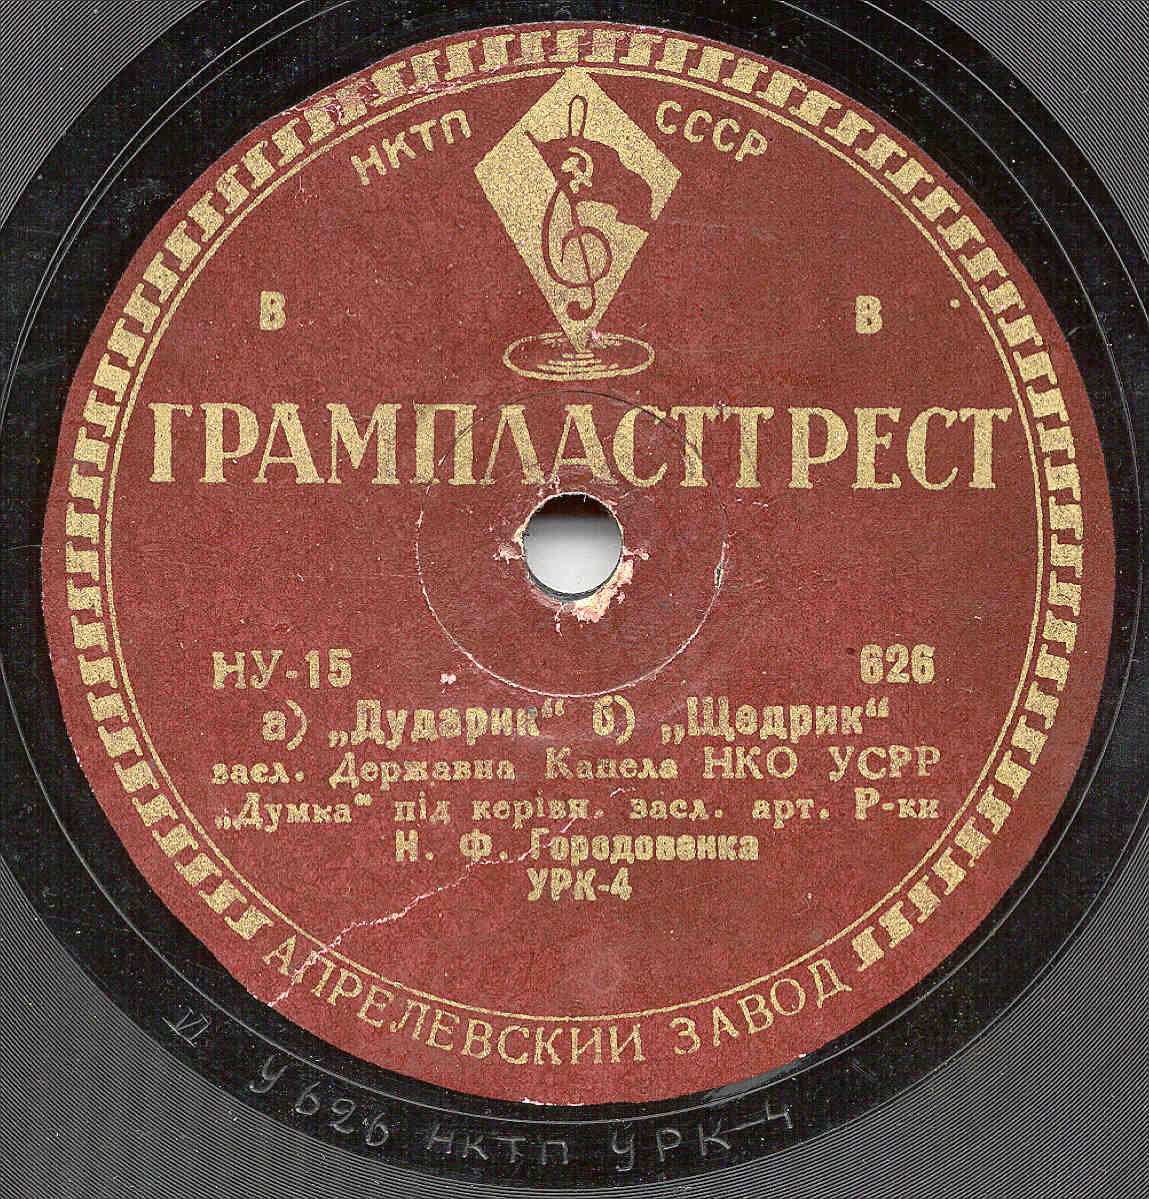 НКТП СССР
В В
ГРАМПЛАСТТРЕСТ
НУ-15 626
а) „Дударик“ б) „Щедрик“
засл. Державна Капела НКО УСРР
„Думка“ під керівн. засл. арт. Р-ки
Н. Ф. Городовенка
УРК-4
АПРЕЛЕВСКИЙ ЗАВОД
У 626 НКТП УРК-4